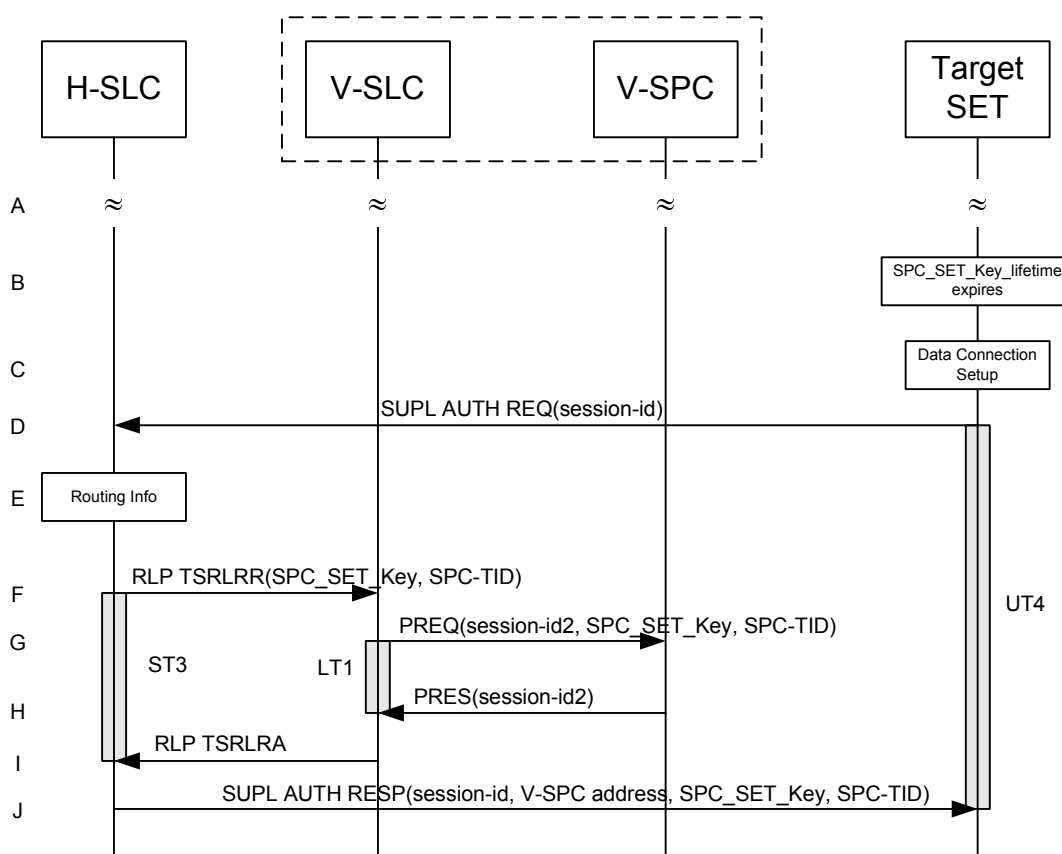 H-SLC
V-SLC
V-SPC
Target
SET
A
≈ ≈ ≈ ≈
B
SPC_SET_Key_lifetime
expires
C
Data Connection
Setup
D
SUPL AUTH REQ(session-id)
E
Routing Info
F
RLP TSRLRR(SPC_SET_Key, SPC-TID)
UT4
G
PREQ(session-id2, SPC_SET_Key, SPC-TID)
ST3
LT1
H
PRES(session-id2)
I
RLP TSRLRA
J
SUPL AUTH RESP(session-id, V-SPC address, SPC_SET_Key, SPC-TID)